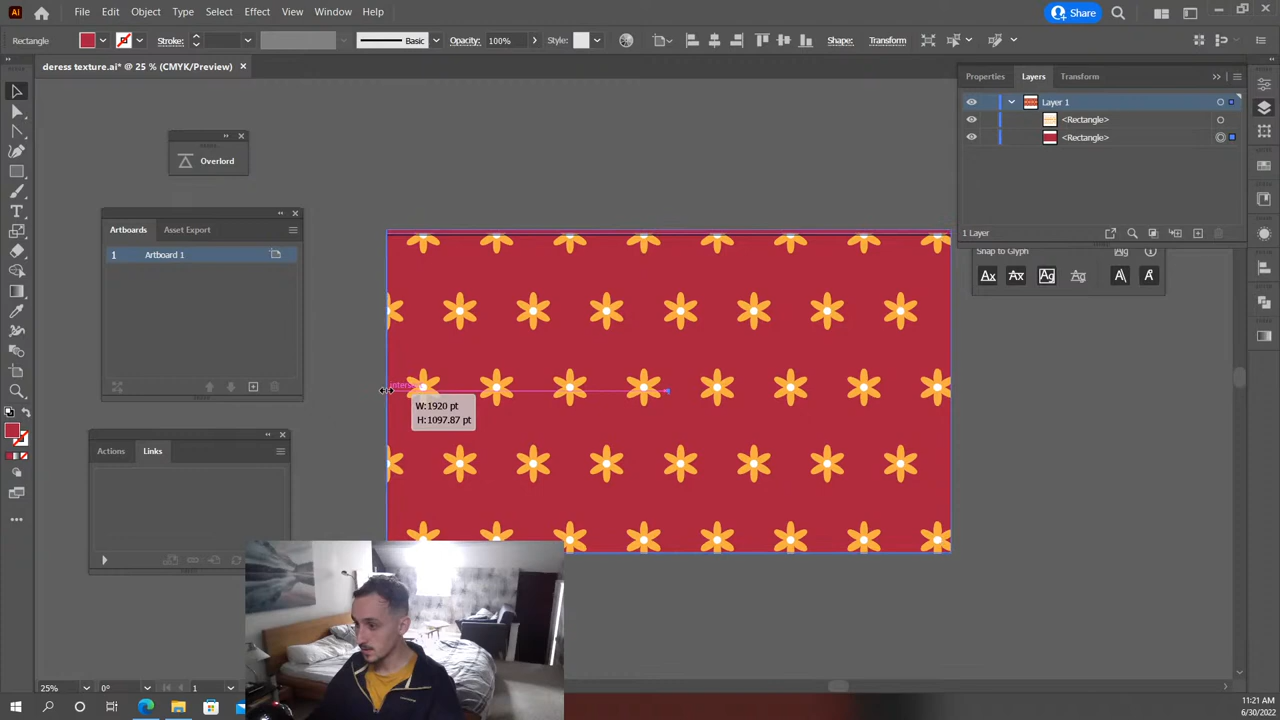 Ai File Edit Object Type Select Effect View Window Help Share
Rectangle Stroke: Basic Opacity: 100% Style: Shape: Transform
deress texture.ai* @ 25 % (CMYK/Preview)
Properties Layers Transform
Layer 1
<Rectangle>
<Rectangle>
1 Layer
Snap to Glyph
Overlord
Artboards Asset Export
1 Artboard 1
W:1920 pt
H:1097.87 pt
Actions Links
25% 0° 1
11:21 AM
6/30/2022